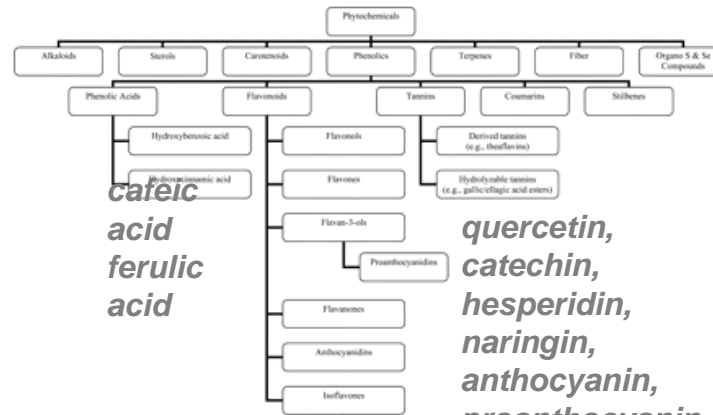 Phytochemicals
Alkaloids
Sterols
Carotenoids
Phenolics
Terpenes
Fiber
Organo S & Se
Compounds
Phenolic Acids
Flavonoids
Tannins
Coumarins
Stilbenes
Hydroxybenzoic acid
Hydroxycinnamic acid
Flavonols
Flavones
Flavan-3-ols
Proanthocyanidins
Flavanones
Anthocyanidins
Isoflavones
Derived tannins
(e.g., theaflavins)
Hydrolyzable tannins
(e.g., gallic/ellagic acid esters)
cafeic
acid
ferulic
acid
quercetin,
catechin,
hesperidin,
naringin,
anthocyanin,
proanthocyanin